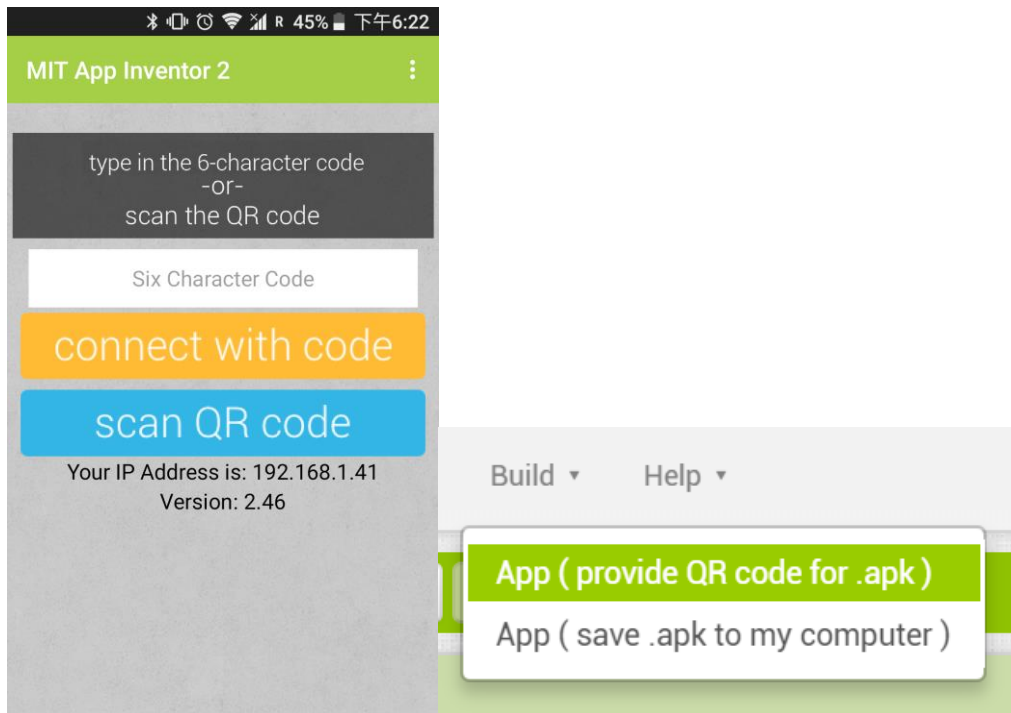 R 45% 下午6:22
MIT App Inventor 2
type in the 6-character code
-or-
scan the QR code
Six Character Code
connect with code
scan QR code
Your IP Address is: 192.168.1.41
Version: 2.46
Build ▾ Help ▾
App ( provide QR code for .apk )
App ( save .apk to my computer )